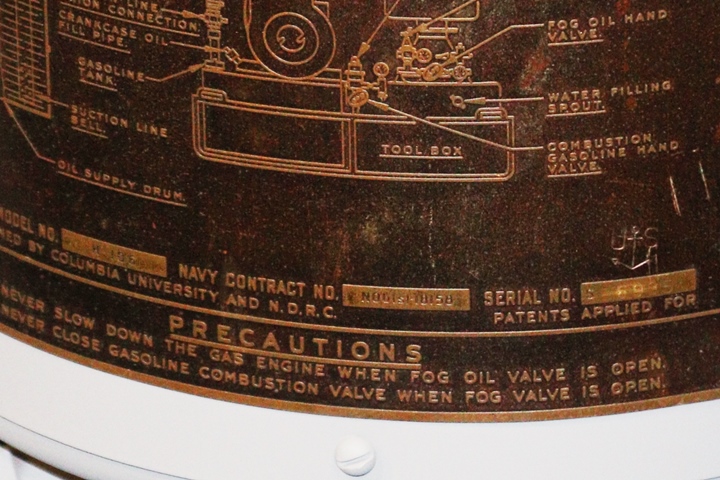 LINE
CONNECTION.
CRANKCASE OIL
FILL PIPE.
GASOLINE
TANK.
SUCTION LINE
BELL.
OIL SUPPLY DRUM.
FOG OIL HAND
VALVE.
WATER FILLING
SPOUT.
COMBUSTION
GASOLINE HAND
VALVE.
TOOL BOX
U S
MODEL NO.
NAVY CONTRACT NO.
SERIAL NO.
BY COLUMBIA UNIVERSITY AND N.D.R.C.
PATENTS APPLIED FOR
PRECAUTIONS
NEVER SLOW DOWN THE GAS ENGINE WHEN FOG OIL VALVE IS OPEN.
NEVER CLOSE GASOLINE COMBUSTION VALVE WHEN FOG VALVE IS OPEN.